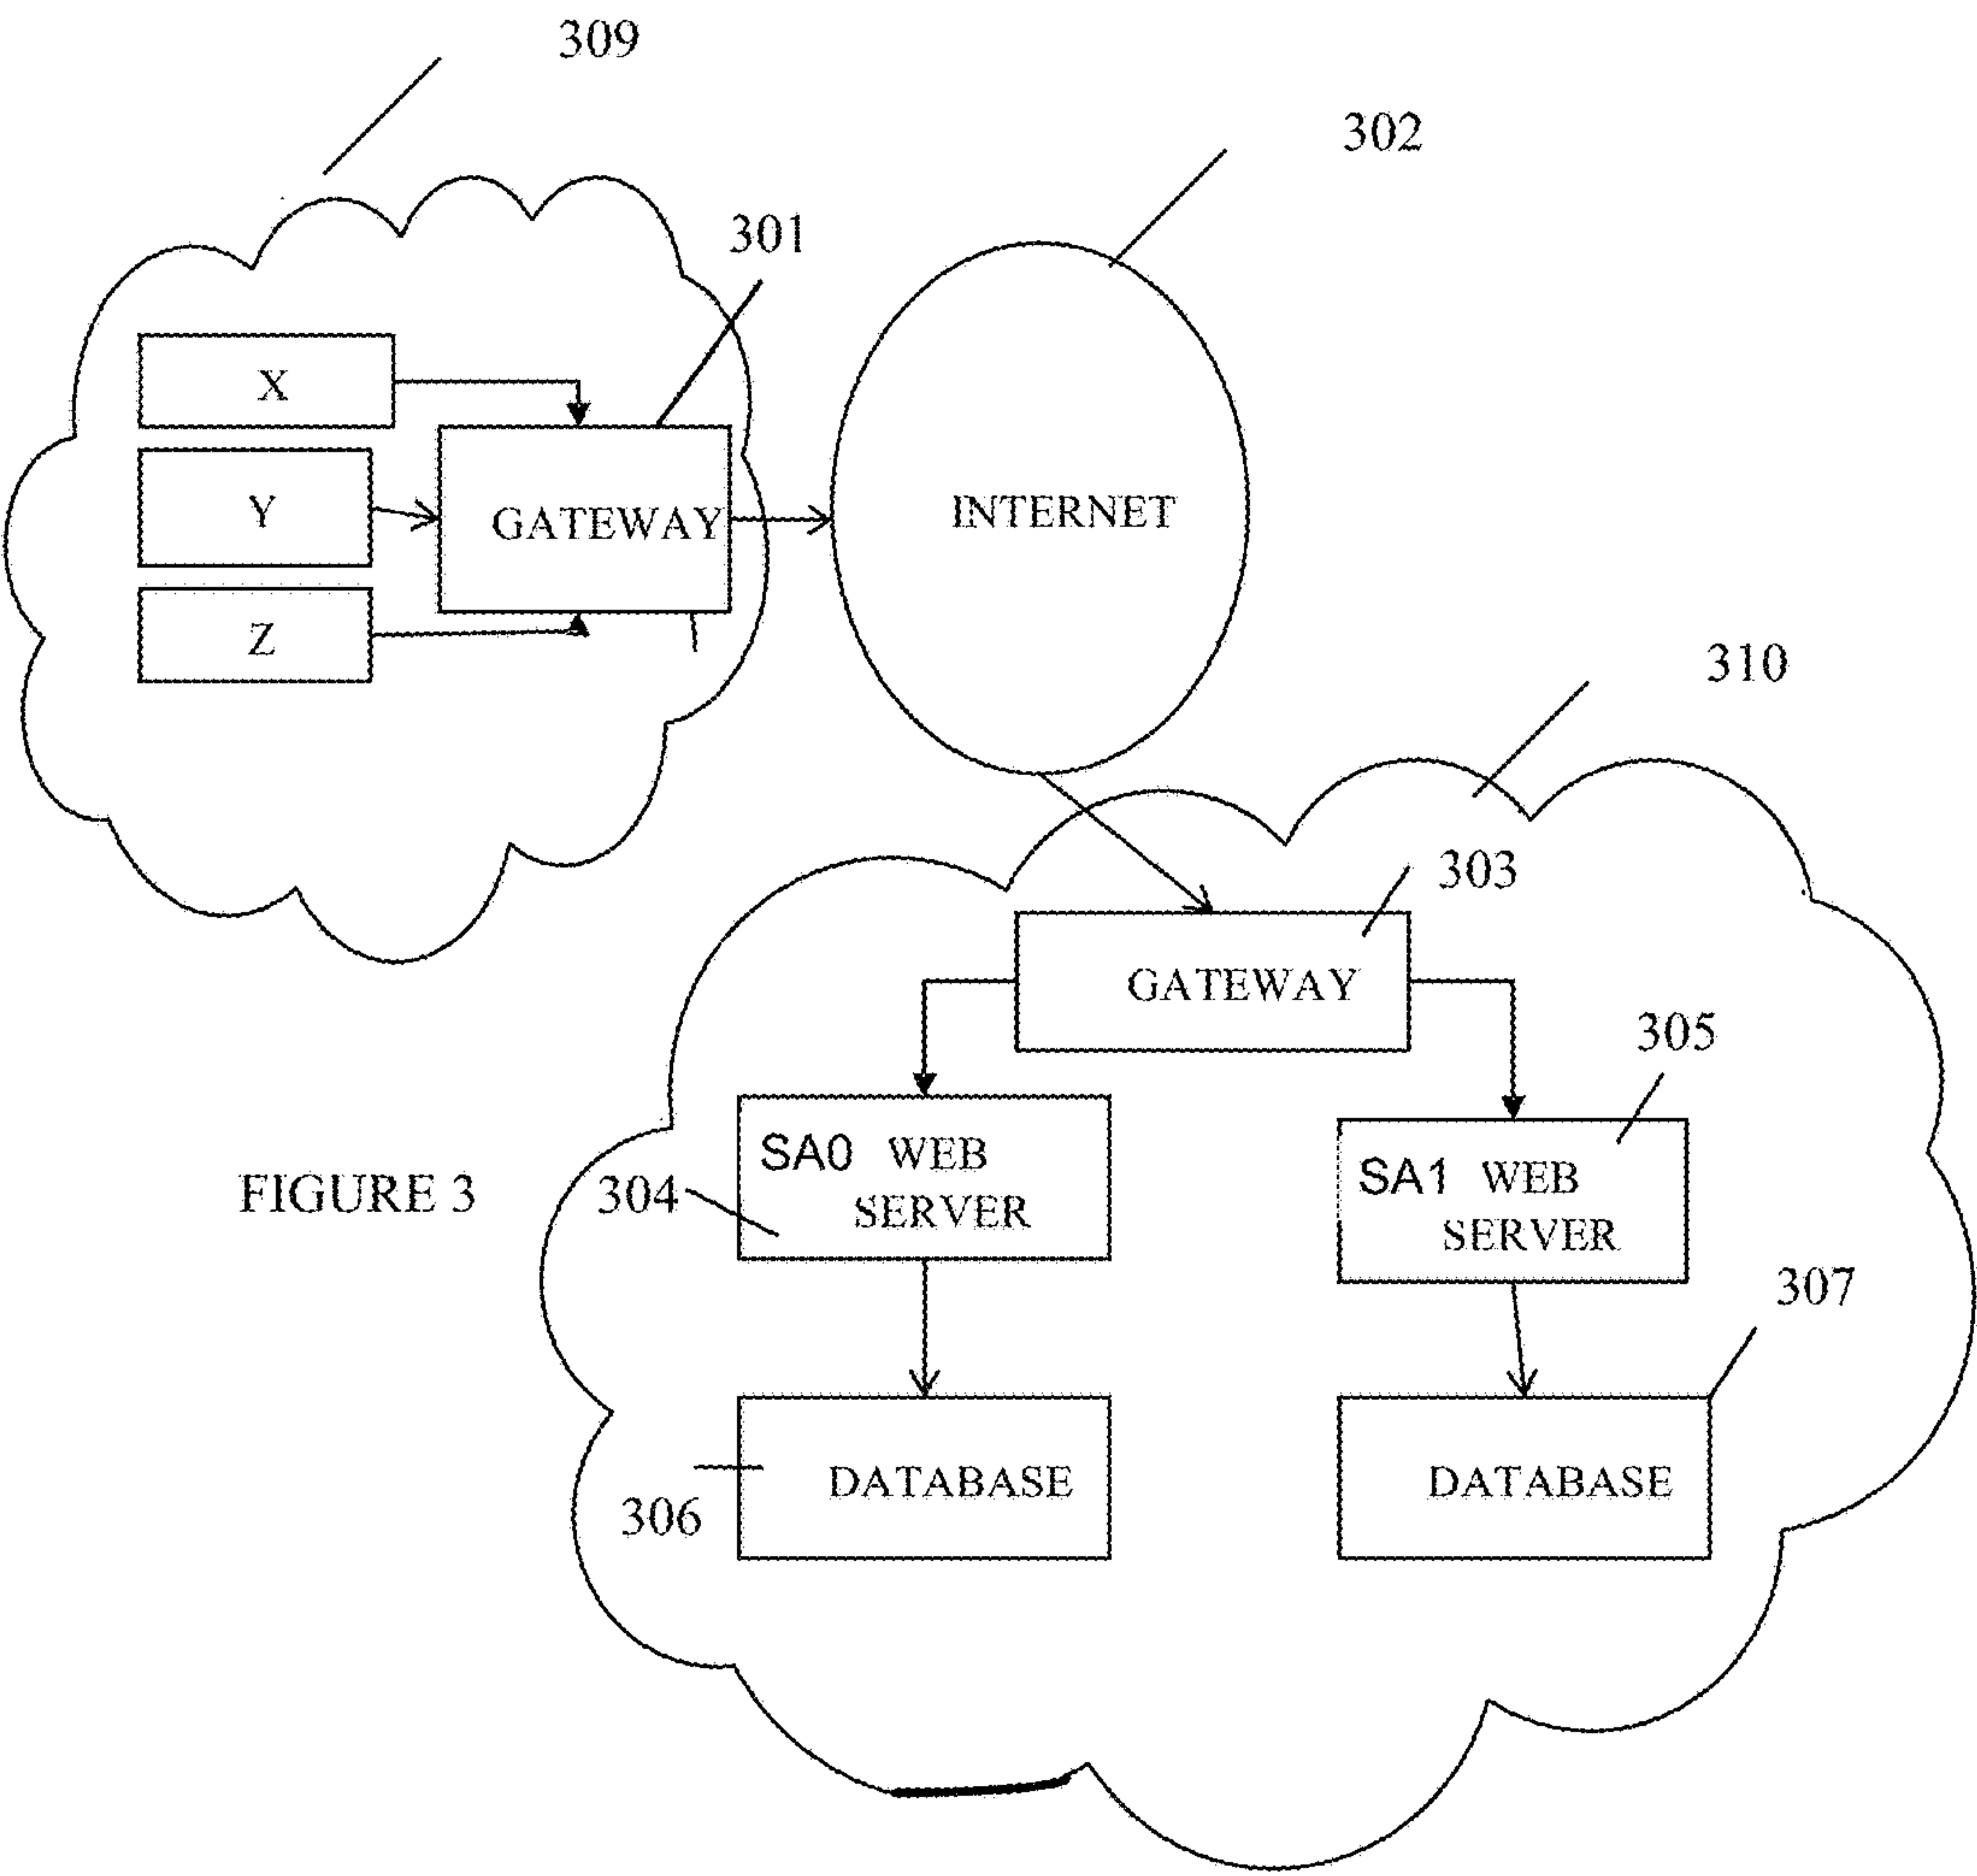 309
302
301
X
Y
GATEWAY
INTERNET
Z
310
303
GATEWAY
305
SA0 WEB
SERVER
304
SA1 WEB
SERVER
FIGURE 3
307
DATABASE
306
DATABASE